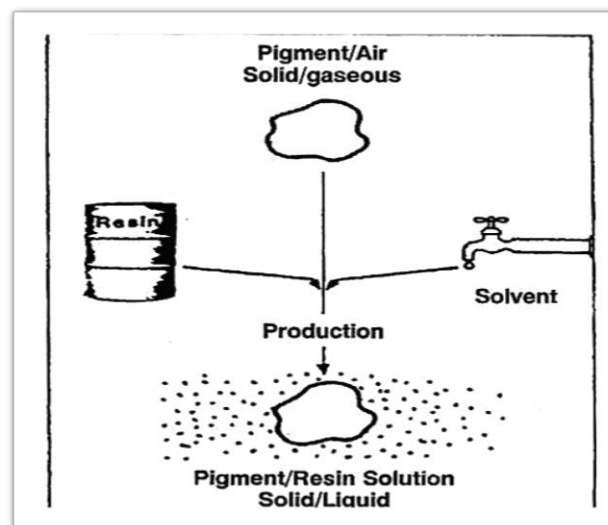 Pigment/Air
Solid/gaseous
Resin
Solvent
Production
Pigment/Resin Solution
Solid/Liquid